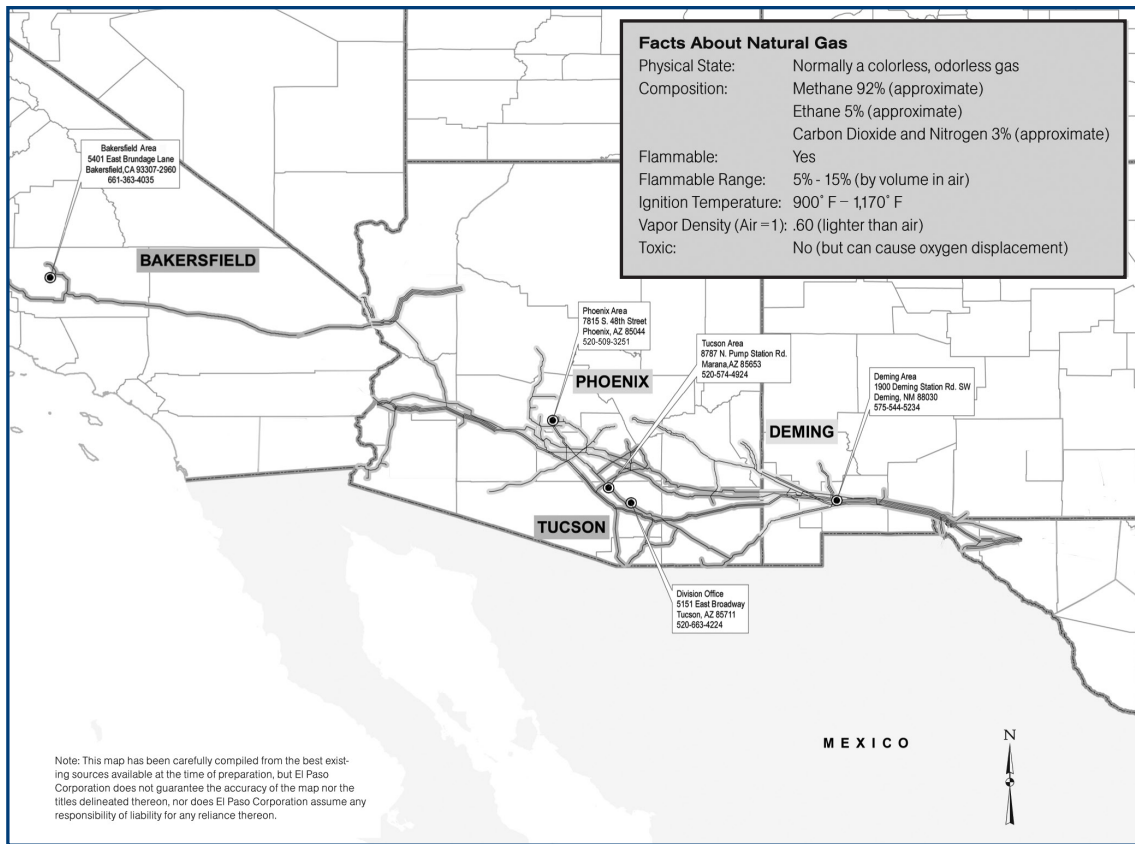 Facts About Natural Gas
Physical State: Normally a colorless, odorless gas
Composition: Methane 92% (approximate)
Ethane 5% (approximate)
Carbon Dioxide and Nitrogen 3% (approximate)
Flammable: Yes
Flammable Range: 5% - 15% (by volume in air)
Ignition Temperature: 900˚ F – 1,170˚ F
Vapor Density (Air =1): .60 (lighter than air)
Toxic: No (but can cause oxygen displacement)
Bakersfield Area
5401 East Brundage Lane
Bakersfield,CA 93307-2960
661-363-4035
BAKERSFIELD
Phoenix Area
7815 S. 48th Street
Phoenix, AZ 85044
520-509-3251
PHOENIX
Tucson Area
8787 N. Pump Station Rd.
Marana,AZ 85653
520-574-4924
Deming Area
1900 Deming Station Rd. SW
Deming, NM 88030
575-544-5234
DEMING
TUCSON
Division Office
5151 East Broadway
Tucson, AZ 85711
520-663-4224
MEXICO
N
Note: This map has been carefully compiled from the best exist-
ing sources available at the time of preparation, but El Paso
Corporation does not guarantee the accuracy of the map nor the
titles delineated thereon, nor does El Paso Corporation assume any
responsibility of liability for any reliance thereon.